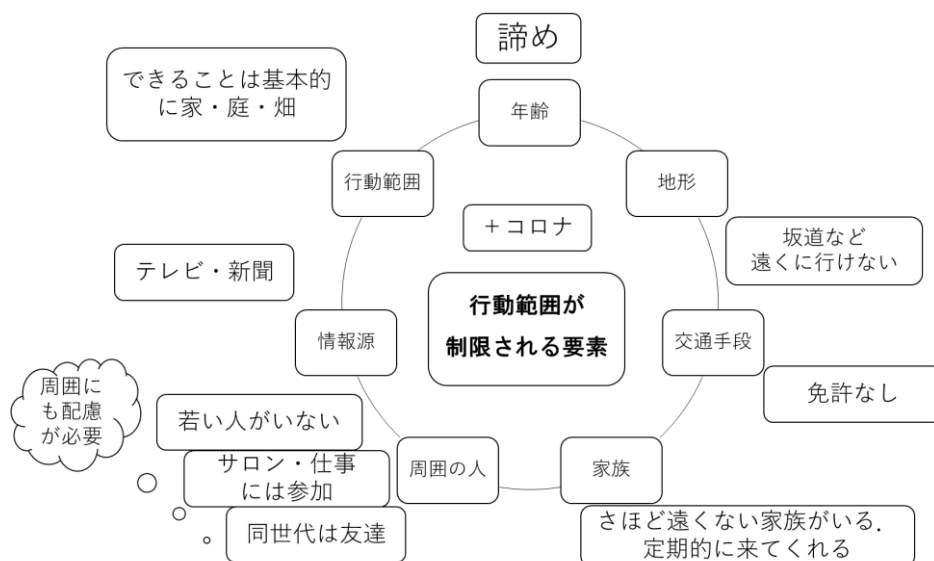 諦め
できることは基本的
に家・庭・畑
年齢
行動範囲
地形
＋コロナ
坂道など
遠くに行けない
テレビ・新聞
行動範囲が
制限される要素
情報源
交通手段
周囲に
も配慮
が必要
免許なし
若い人がいない
サロン・仕事
には参加
周囲の人
家族
同世代は友達
さほど遠くない家族がいる．
定期的に来てくれる